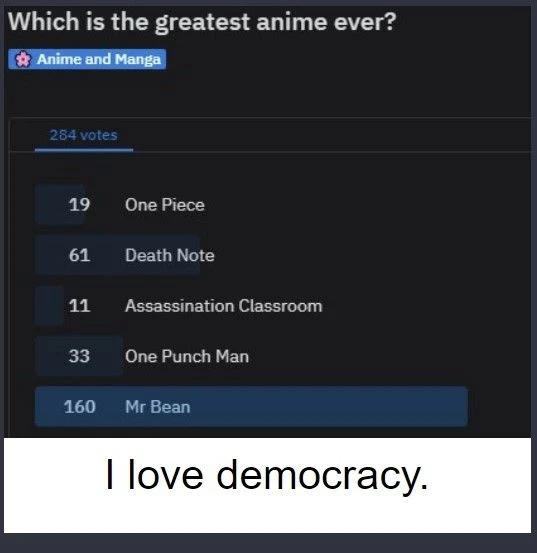 Which is the greatest anime ever?
🌸 Anime and Manga
284 votes
19 One Piece
61 Death Note
11 Assassination Classroom
33 One Punch Man
160 Mr Bean
I love democracy.